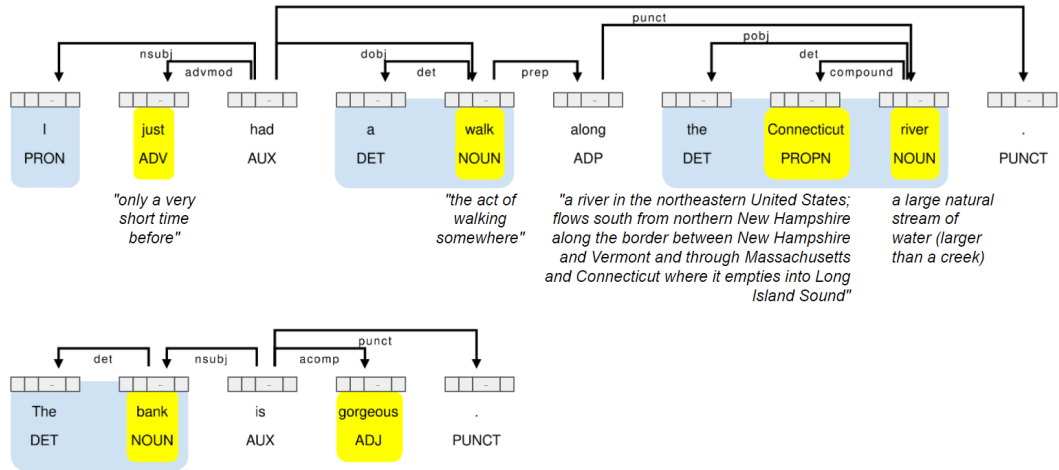 punct
pobj
nsubj dobj det
advmod det prep compound
.. .. .. .. .. .. .. .. .. ..
I just had a walk along the Connecticut river .
PRON ADV AUX DET NOUN ADP DET PROPN NOUN PUNCT
"only a very short time before"
"the act of walking somewhere"
"a river in the northeastern United States; flows south from northern New Hampshire along the border between New Hampshire and Vermont and through Massachusetts and Connecticut where it empties into Long Island Sound"
a large natural stream of water (larger than a creek)
punct
det nsubj acomp
.. .. .. .. ..
The bank is gorgeous .
DET NOUN AUX ADJ PUNCT